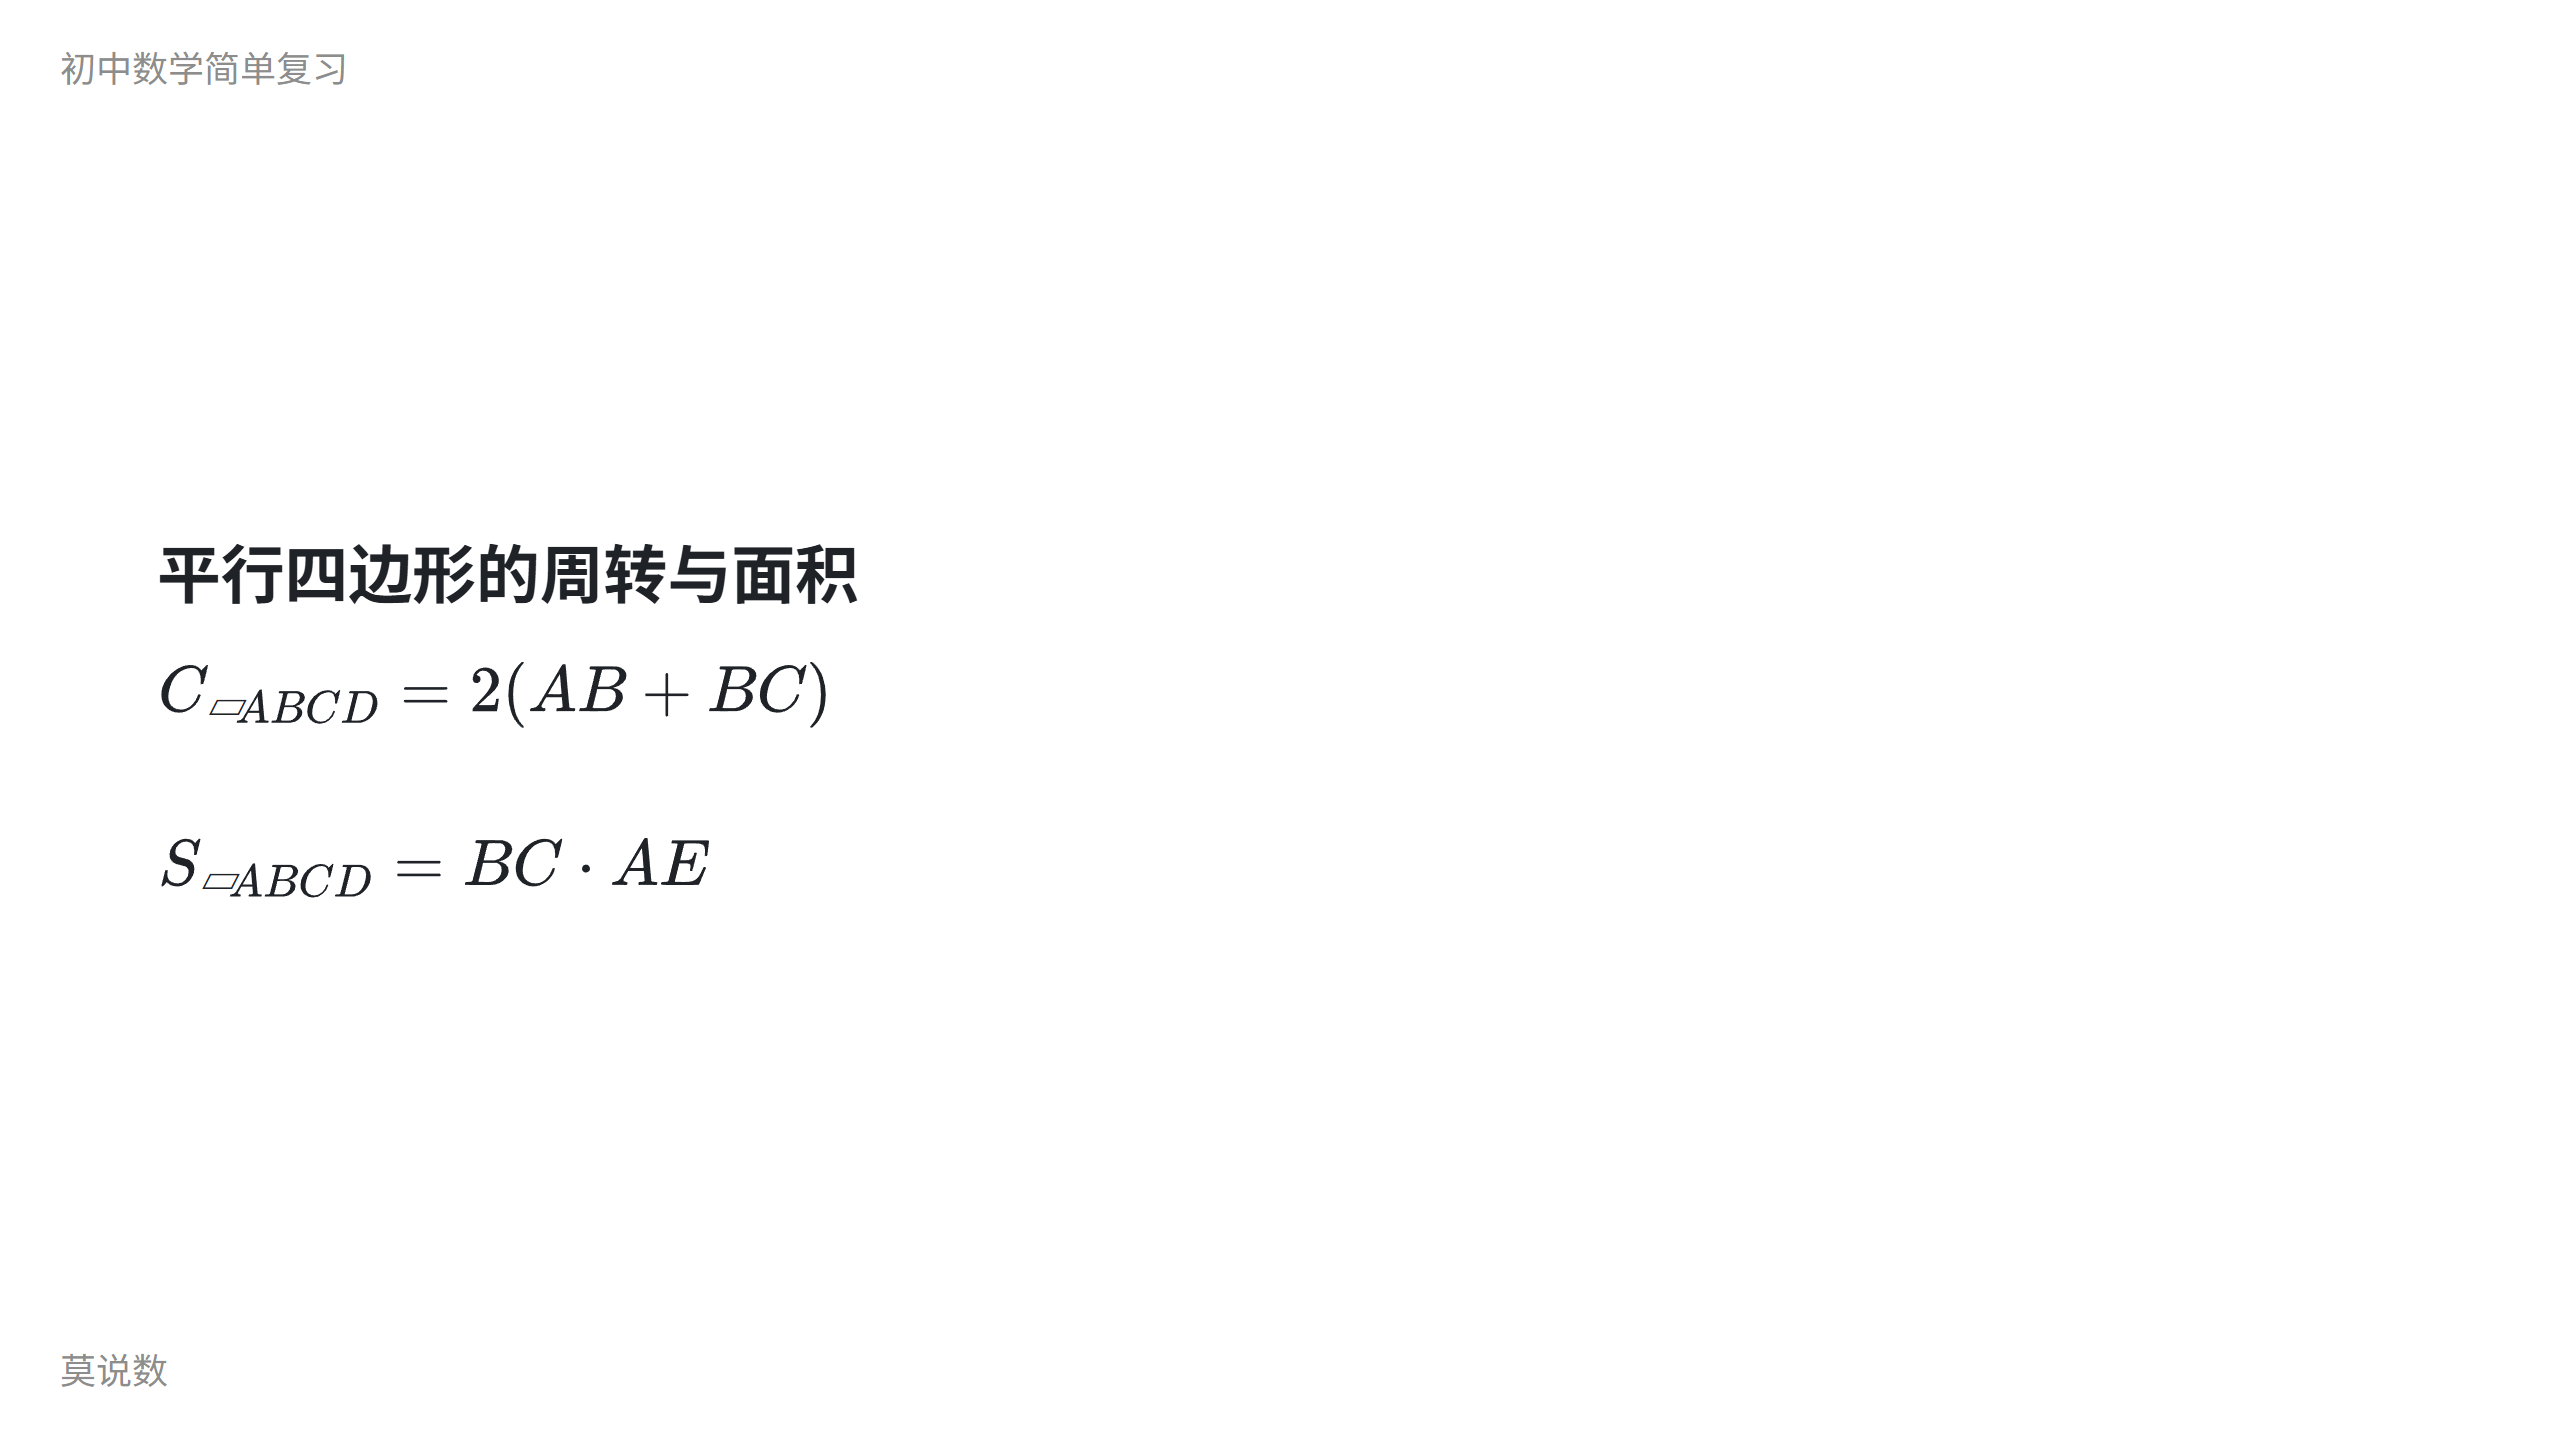 初中数学简单复习
平行四边形的周转与面积
C▱ABCD = 2(AB + BC)
S▱ABCD = BC · AE
莫说数